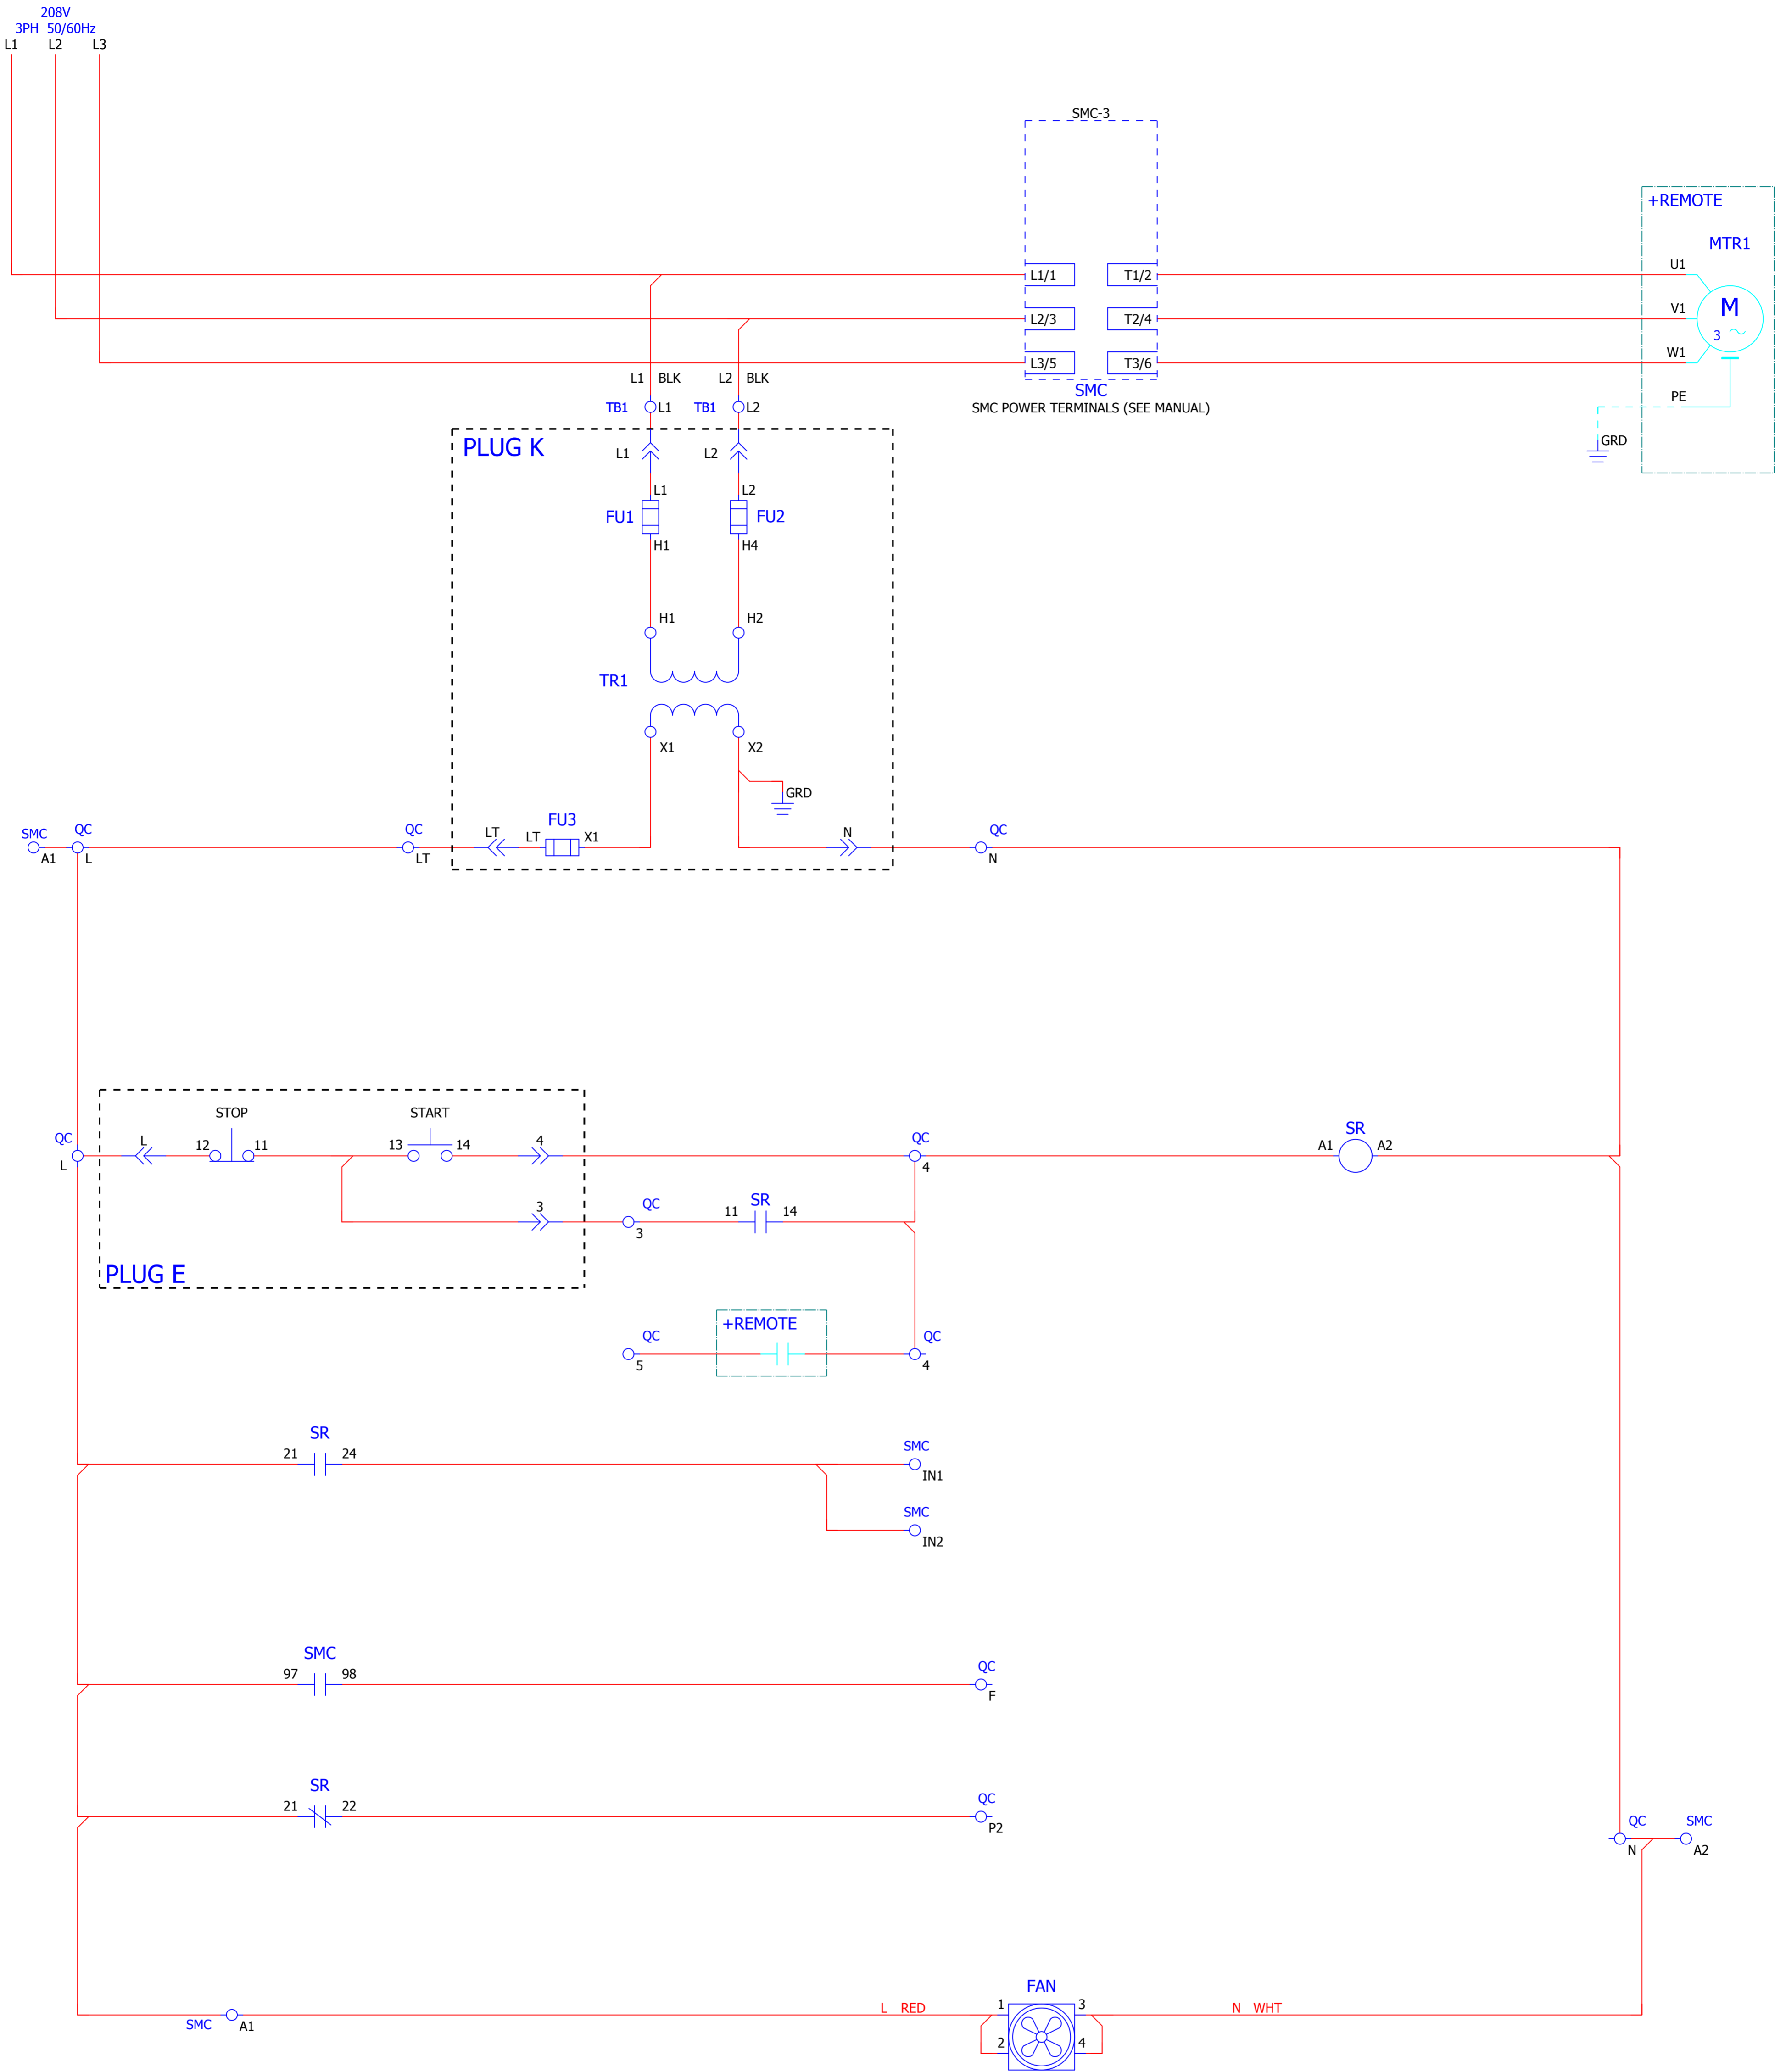 208V
3PH 50/60Hz
L1 L2 L3
SMC-3
+REMOTE
MTR1
L1/1 T1/2 U1
L2/3 T2/4 V1 M
3
L3/5 T3/6 W1
L1 BLK L2 BLK
SMC
PE
TB1 L1 TB1 L2
SMC POWER TERMINALS (SEE MANUAL)
GRD
PLUG K
L1 L2
L1 L2
FU1 FU2
H1 H4
H1 H2
TR1
X1 X2
GRD
FU3
SMC QC QC LT LT X1 N QC
A1 L LT N
STOP START
QC L 12 11 13 14 4 QC SR
L 4 A1 A2
3 QC SR
3 11 14
PLUG E
+REMOTE
QC QC
5 4
SR
21 24 SMC
IN1
SMC
IN2
SMC
97 98 QC
F
SR
21 22 QC
P2
QC SMC
N A2
FAN
L RED 1 3 N WHT
SMC A1
2 4